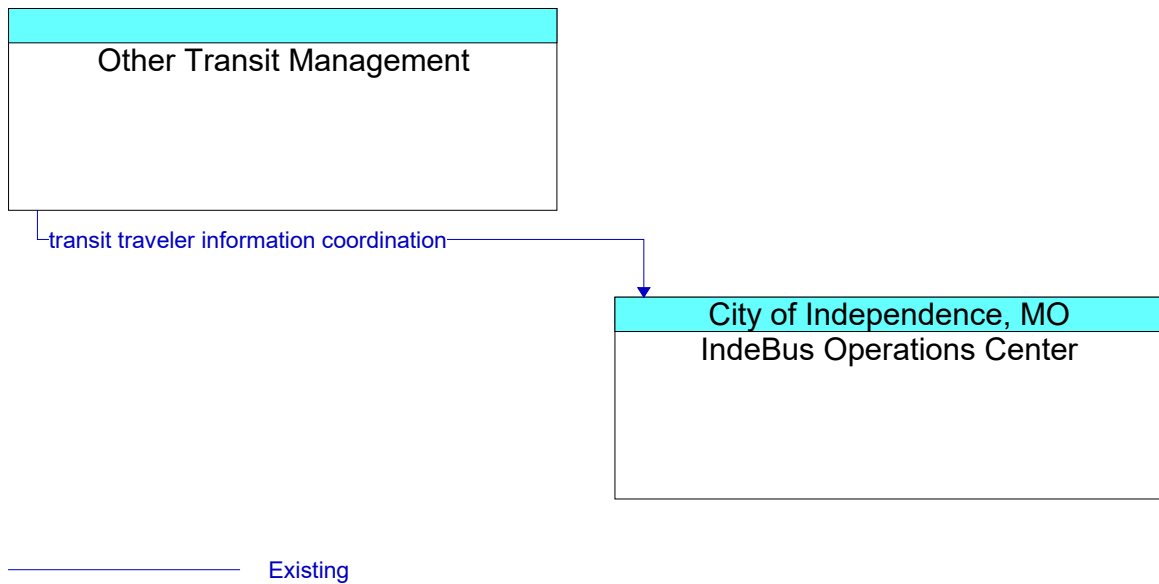 Other Transit Management
transit traveler information coordination
City of Independence, MO
IndeBus Operations Center
Existing